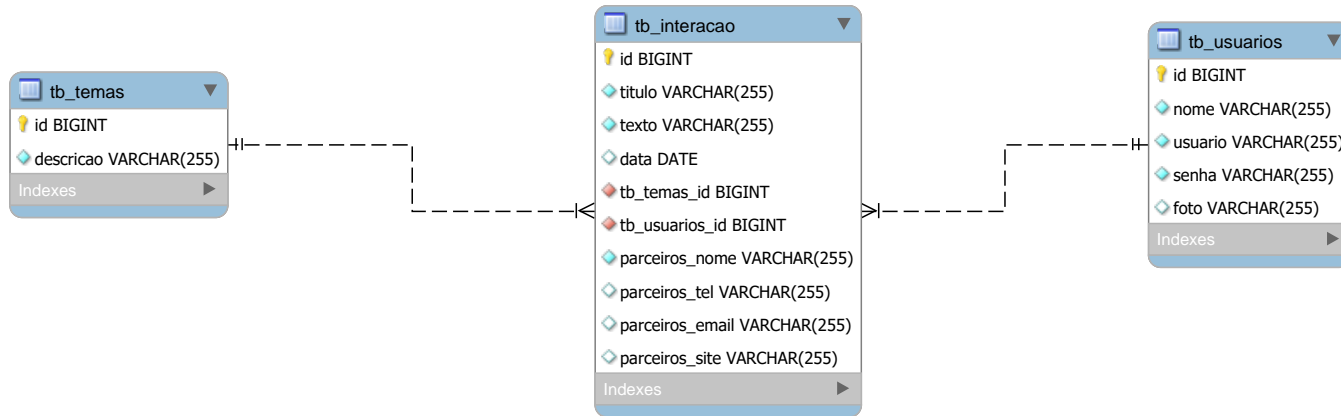 tb_temas
id BIGINT
descricao VARCHAR(255)
Indexes
tb_interacao
id BIGINT
titulo VARCHAR(255)
texto VARCHAR(255)
data DATE
tb_temas_id BIGINT
tb_usuarios_id BIGINT
parceiros_nome VARCHAR(255)
parceiros_tel VARCHAR(255)
parceiros_email VARCHAR(255)
parceiros_site VARCHAR(255)
Indexes
tb_usuarios
id BIGINT
nome VARCHAR(255)
usuario VARCHAR(255)
senha VARCHAR(255)
foto VARCHAR(255)
Indexes